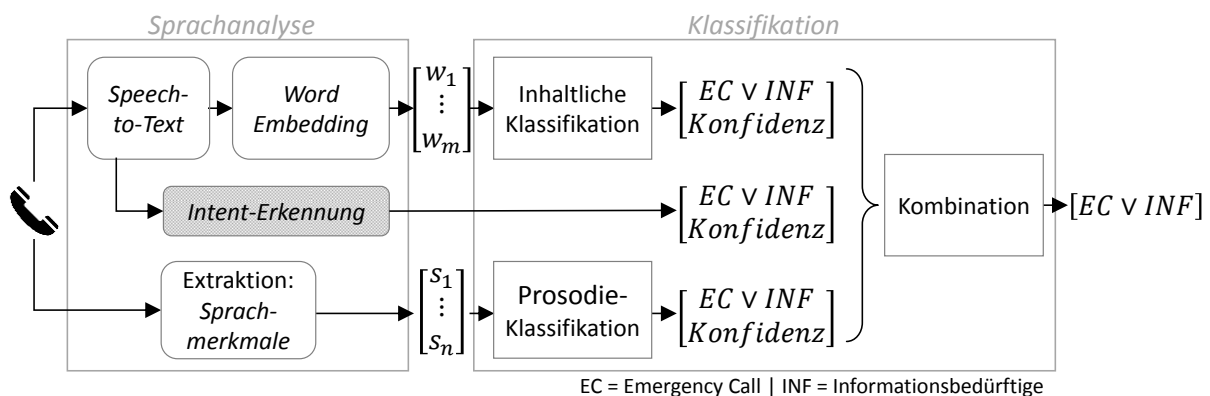 Sprachanalyse
Klassifikation
Speech-
to-Text
Word
Embedding
[w₁
⋮
wₘ]
Inhaltliche
Klassifikation
[EC ∨ INF
Konfidenz]
Intent-Erkennung
[EC ∨ INF
Konfidenz]
Kombination
[EC ∨ INF]
Extraktion:
Sprach-
merkmale
[s₁
⋮
sₙ]
Prosodie-
Klassifikation
[EC ∨ INF
Konfidenz]
EC = Emergency Call | INF = Informationsbedürftige